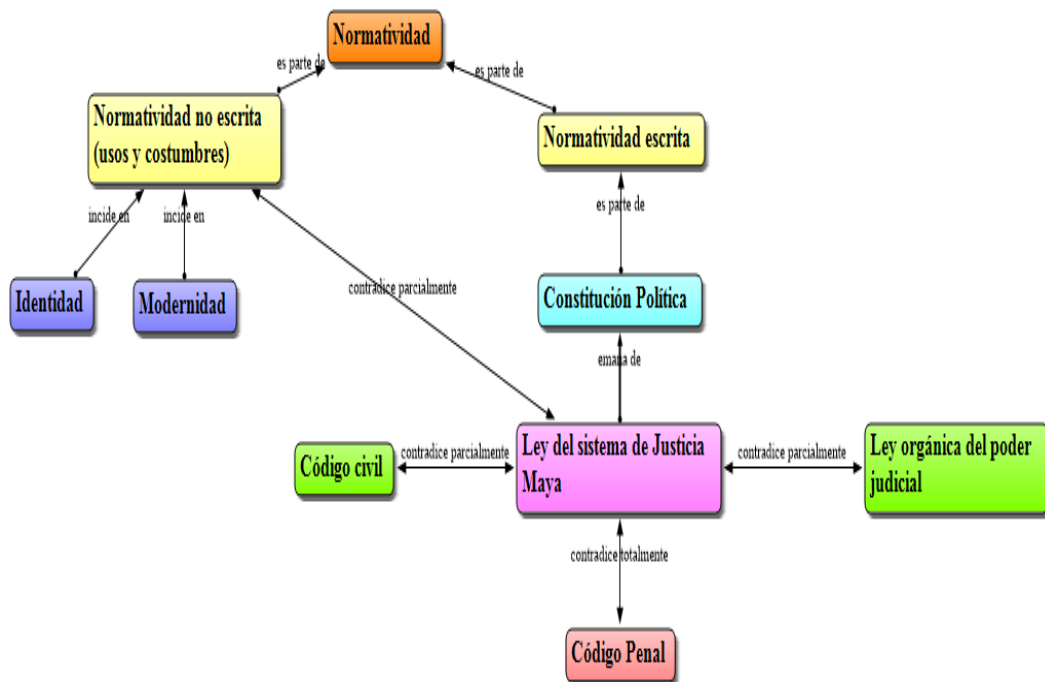 Normatividad
es parte de
es parte de
Normatividad no escrita
(usos y costumbres)
Normatividad escrita
incide en
incide en
es parte de
contradice parcialmente
Identidad
Modernidad
Constitución Política
emana de
Código civil
contradice parcialmente
Ley del sistema de Justicia
Maya
contradice parcialmente
Ley orgánica del poder
judicial
contradice totalmente
Código Penal